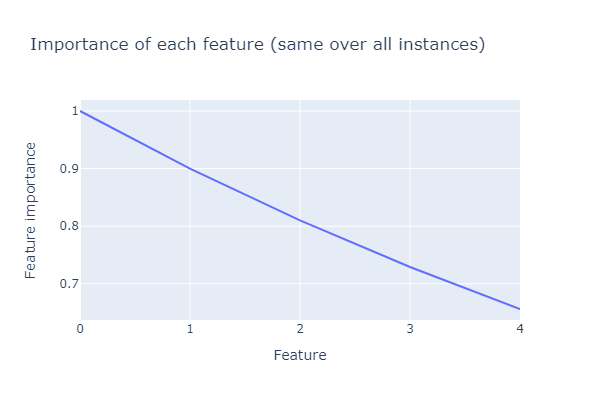 Importance of each feature (same over all instances)
Feature importance
1
0.9
0.8
0.7
0 1 2 3 4
Feature